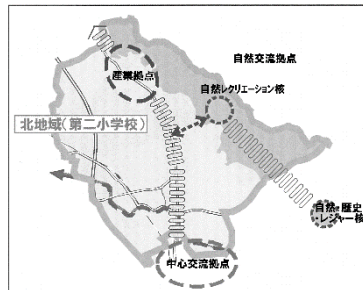 自然交流拠点
産業拠点
自然レクリエーション核
北地域(第二小学校)
自然・歴史
・レジャー核
中心交流拠点